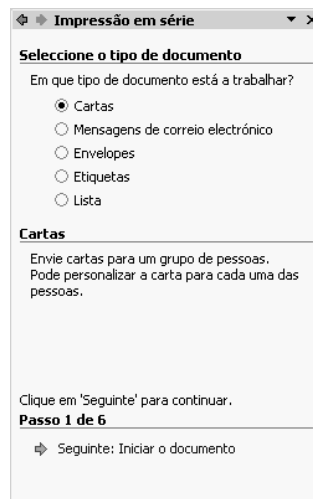 Impressão em série
Seleccione o tipo de documento
Em que tipo de documento está a trabalhar?
Cartas
Mensagens de correio electrónico
Envelopes
Etiquetas
Lista
Cartas
Envie cartas para um grupo de pessoas.
Pode personalizar a carta para cada uma das
pessoas.
Clique em 'Seguinte' para continuar.
Passo 1 de 6
Seguinte: Iniciar o documento